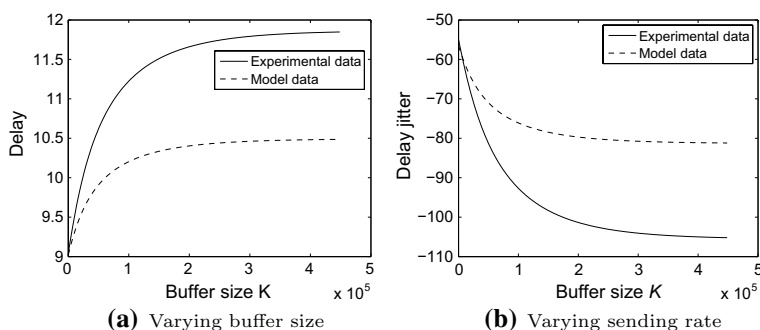 12
11.5
11
10.5
10
9.5
9
Delay
Experimental data
Model data
0 1 2 3 4 5
Buffer size K
× 10^5
(a) Varying buffer size
−50
−60
−70
−80
−90
−100
−110
Delay jitter
Experimental data
Model data
0 1 2 3 4 5
Buffer size K
× 10^5
(b) Varying sending rate